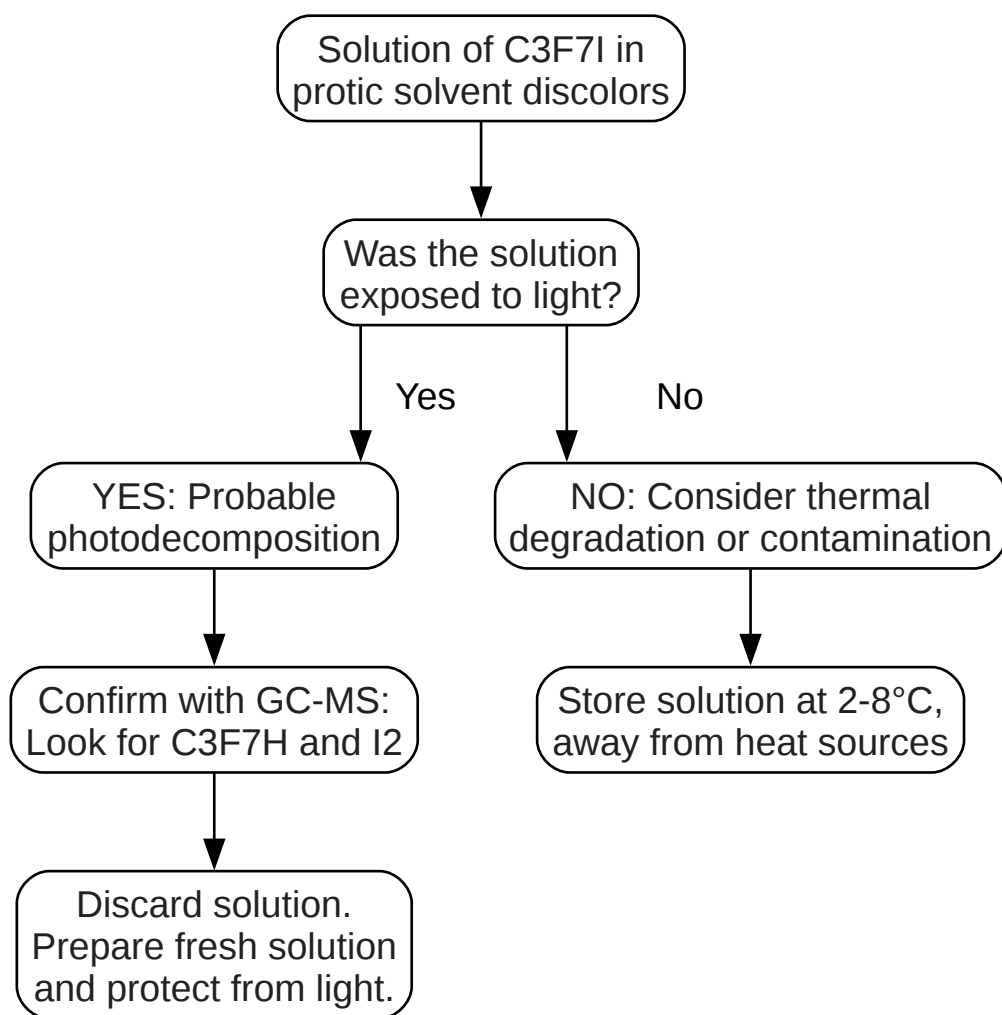 Solution of C3F7I in
protic solvent discolors
Was the solution
exposed to light?
Yes
No
YES: Probable
photodecomposition
NO: Consider thermal
degradation or contamination
Confirm with GC-MS:
Look for C3F7H and I2
Store solution at 2-8°C,
away from heat sources
Discard solution.
Prepare fresh solution
and protect from light.